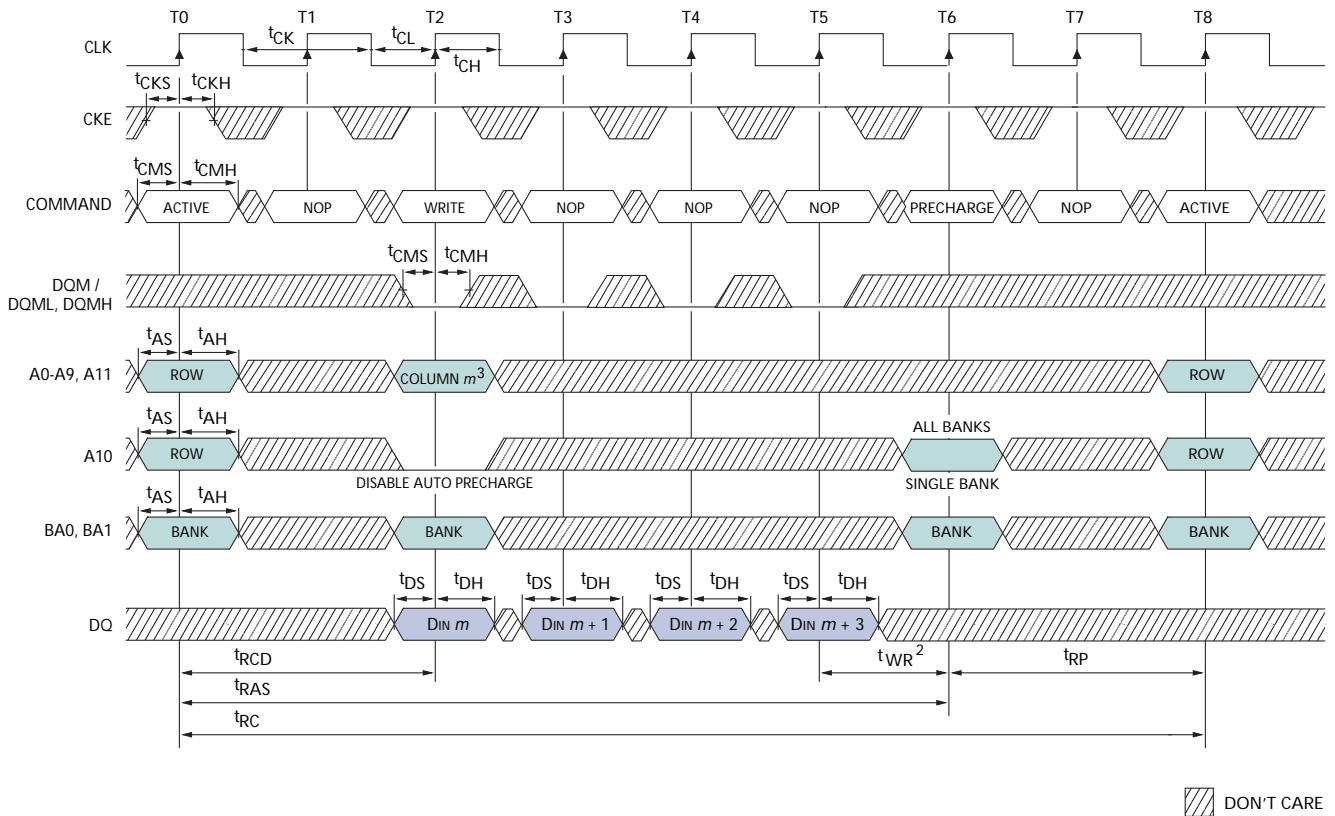 T0 T1 T2 T3 T4 T5 T6 T7 T8
CLK
tCK tCL
tCH
tCKS tCKH
CKE
tCMS tCMH
COMMAND ACTIVE NOP WRITE NOP NOP NOP PRECHARGE NOP ACTIVE
tCMS tCMH
DQM /
DQML, DQMH
tAS tAH
A0-A9, A11 ROW COLUMN m3 ROW
tAS tAH
ALL BANKS
A10 ROW ROW
DISABLE AUTO PRECHARGE SINGLE BANK
tAS tAH
BA0, BA1 BANK BANK BANK BANK
tDS tDH tDS tDH tDS tDH tDS tDH
DQ DIN m DIN m + 1 DIN m + 2 DIN m + 3
tRCD tWR2 tRP
tRAS
tRC
DON'T CARE